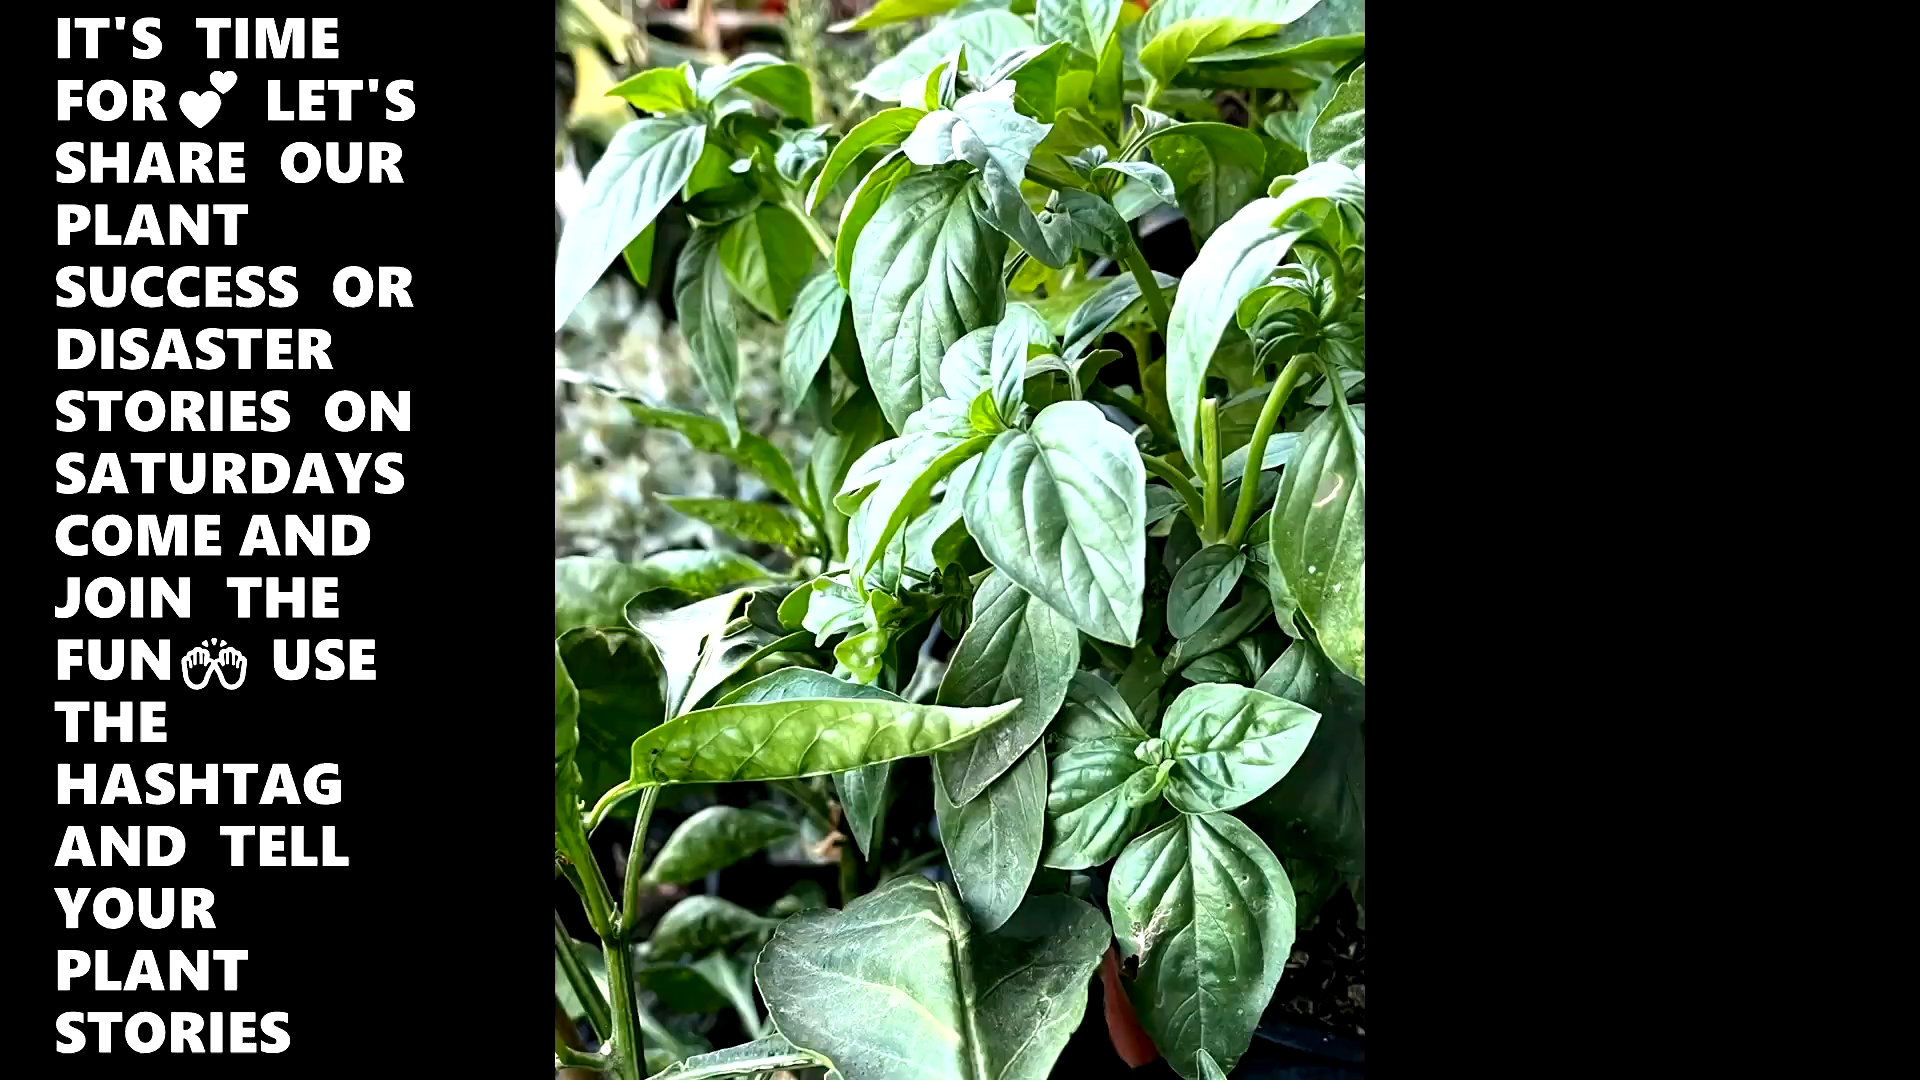 IT'S TIME
FOR💕 LET'S
SHARE OUR
PLANT
SUCCESS OR
DISASTER
STORIES ON
SATURDAYS
COME AND
JOIN THE
FUN🙌 USE
THE
HASHTAG
AND TELL
YOUR
PLANT
STORIES